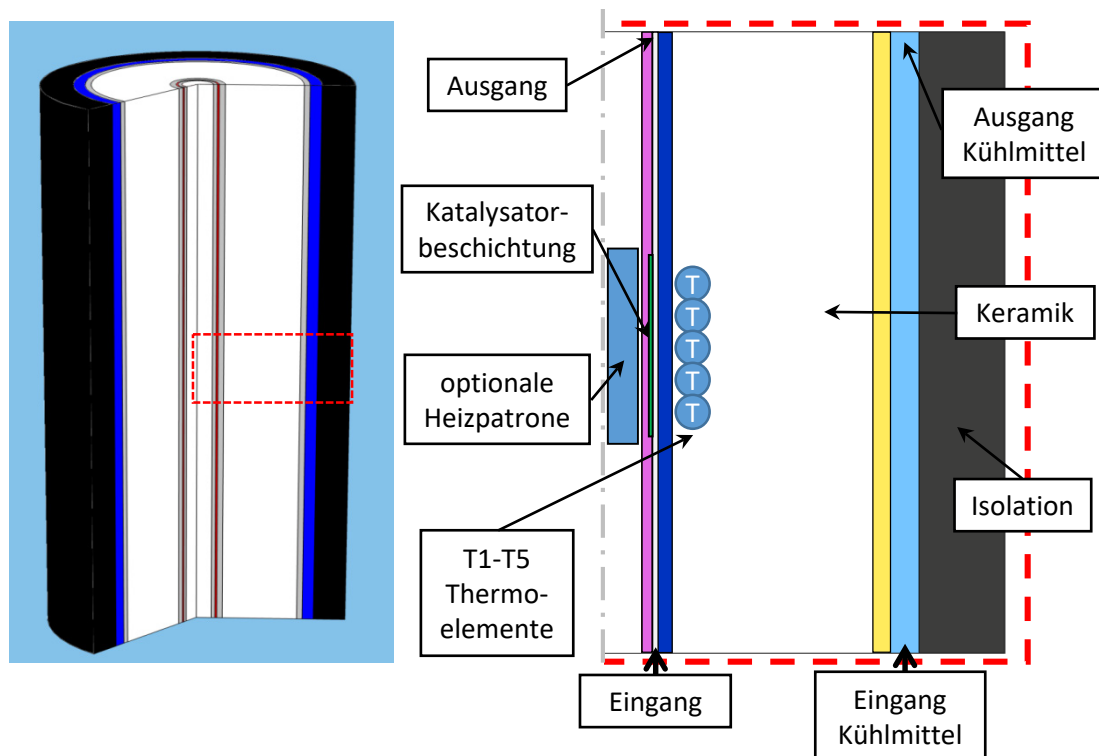 Ausgang
Ausgang
Kühlmittel
Katalysator-
beschichtung
T
T
T
T
T
Keramik
optionale
Heizpatrone
Isolation
T1-T5
Thermo-
elemente
Eingang
Eingang
Kühlmittel